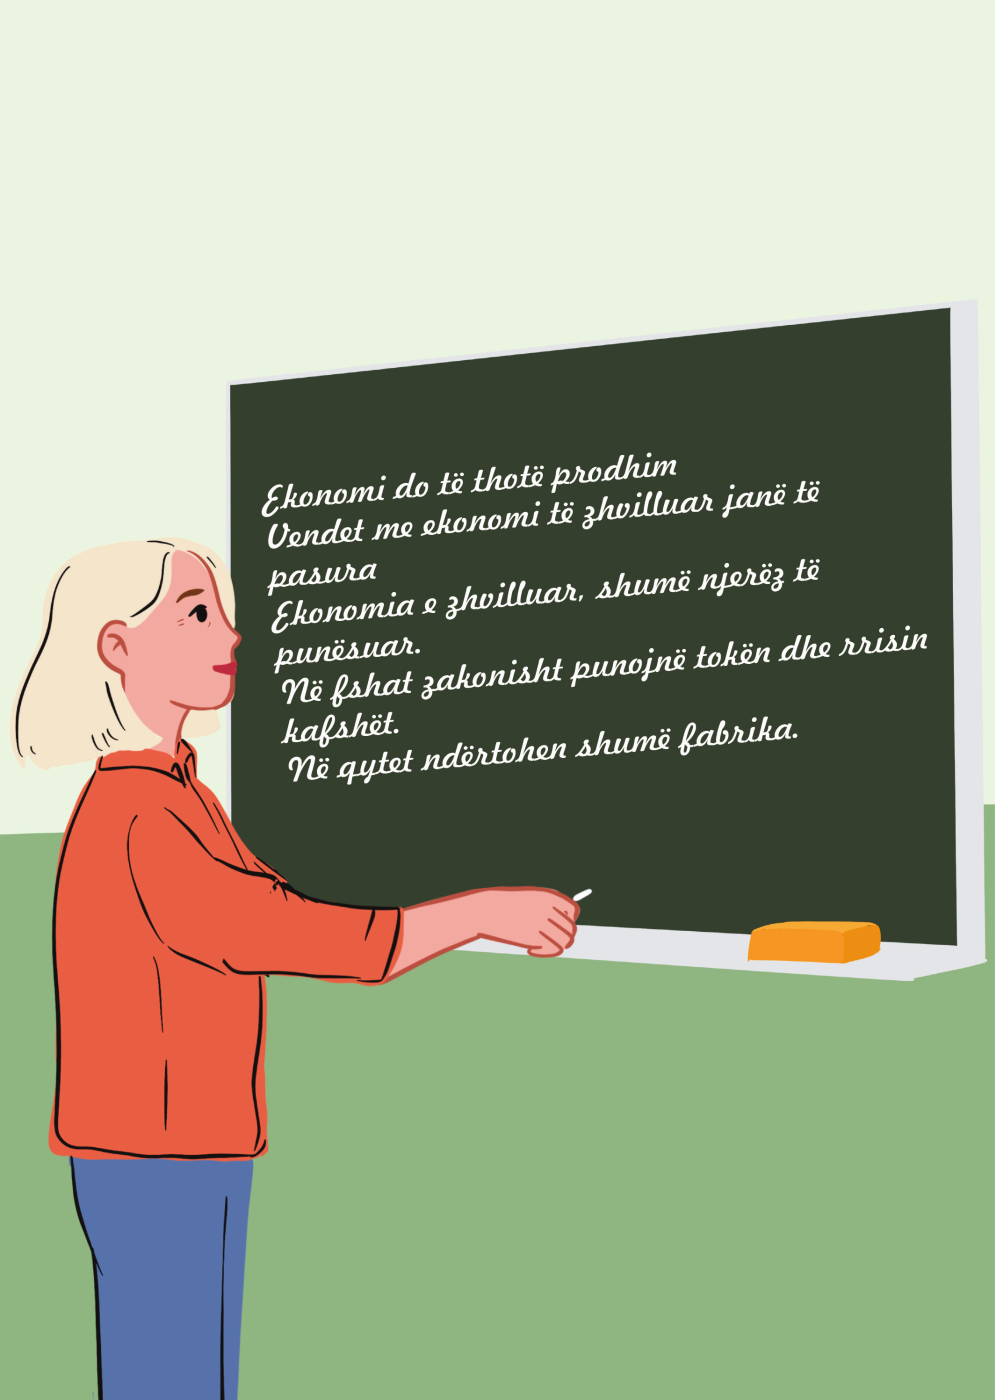 Ekonomi do të thotë prodhim
Vendet me ekonomi të zhvilluar janë të
pasura
Ekonomia e zhvilluar, shumë njerëz të
punësuar.
Në fshat zakonisht punojnë tokën dhe rrisin
kafshët.
Në qytet ndërtohen shumë fabrika.